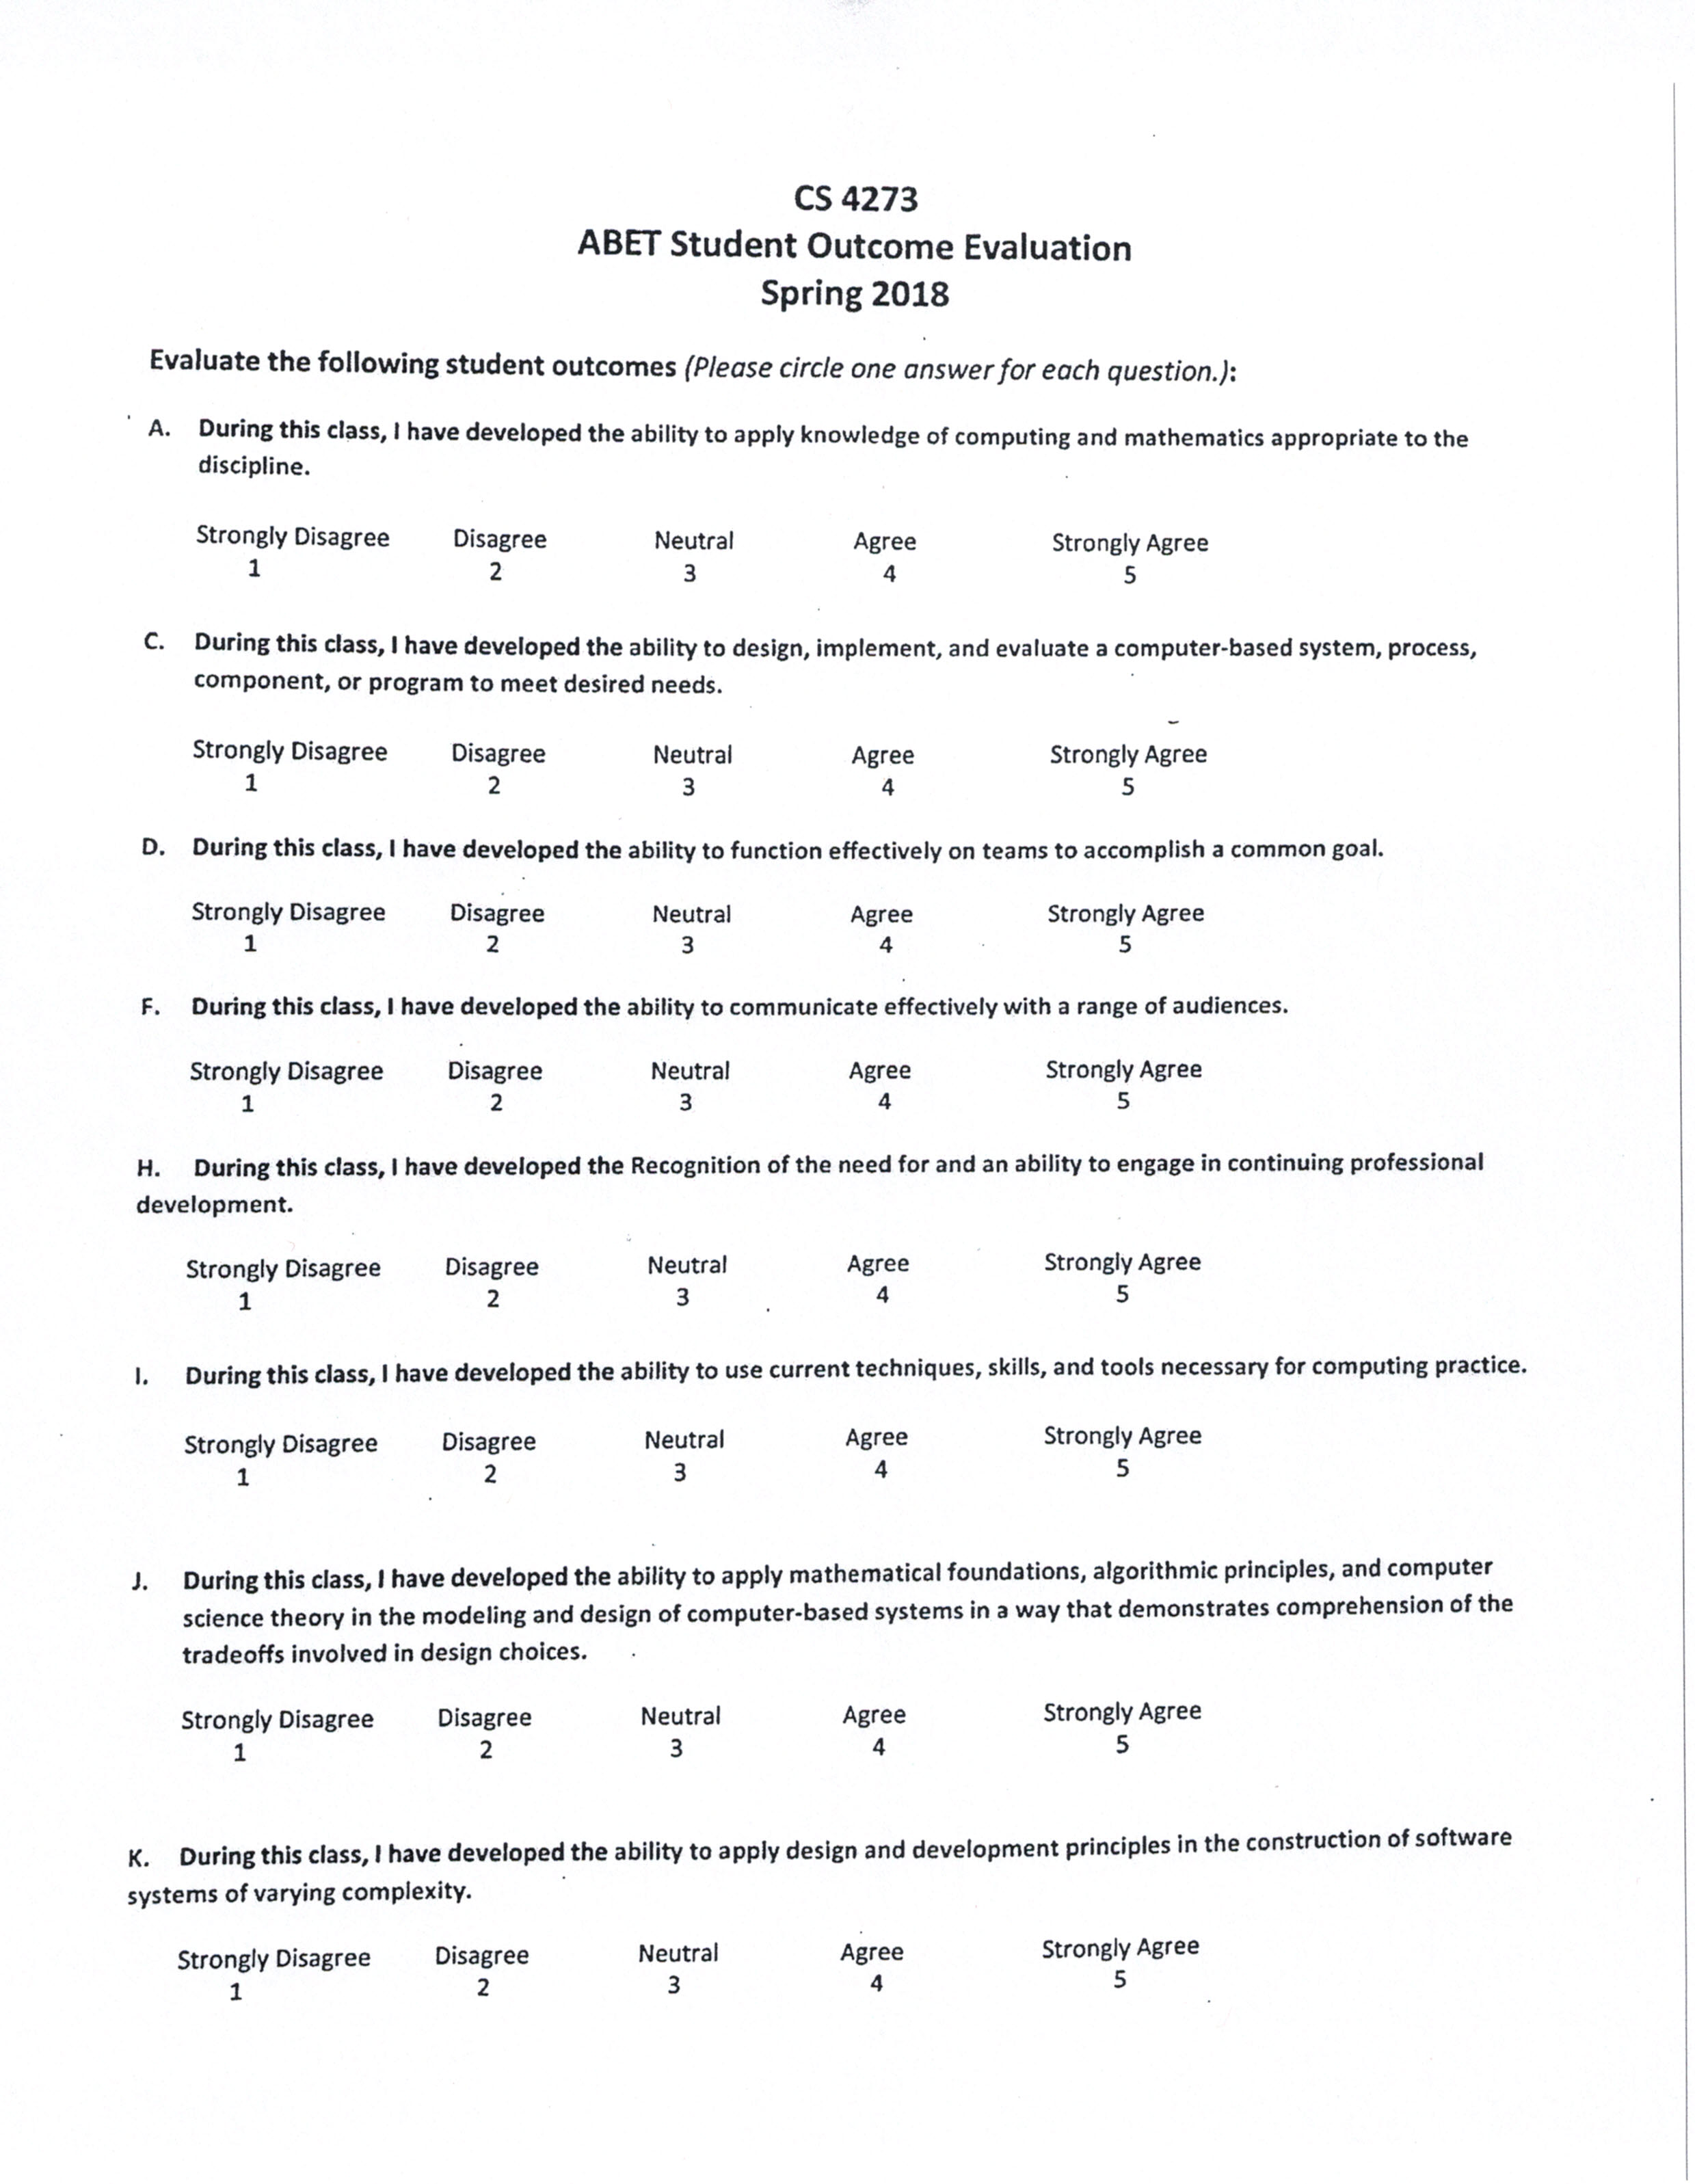 CS 4273
ABET Student Outcome Evaluation
Spring 2018
Evaluate the following student outcomes (Please circle one answer for each question.):
A. During this class, I have developed the ability to apply knowledge of computing and mathematics appropriate to the
discipline.
Strongly Disagree Disagree Neutral Agree Strongly Agree
1 2 3 4 5
C. During this class, I have developed the ability to design, implement, and evaluate a computer-based system, process,
component, or program to meet desired needs.
Strongly Disagree Disagree Neutral Agree Strongly Agree
1 2 3 4 5
D. During this class, I have developed the ability to function effectively on teams to accomplish a common goal.
Strongly Disagree Disagree Neutral Agree Strongly Agree
1 2 3 4 5
F. During this class, I have developed the ability to communicate effectively with a range of audiences.
Strongly Disagree Disagree Neutral Agree Strongly Agree
1 2 3 4 5
H. During this class, I have developed the Recognition of the need for and an ability to engage in continuing professional
development.
Strongly Disagree Disagree Neutral Agree Strongly Agree
1 2 3 4 5
I. During this class, I have developed the ability to use current techniques, skills, and tools necessary for computing practice.
Strongly Disagree Disagree Neutral Agree Strongly Agree
1 2 3 4 5
J. During this class, I have developed the ability to apply mathematical foundations, algorithmic principles, and computer
science theory in the modeling and design of computer-based systems in a way that demonstrates comprehension of the
tradeoffs involved in design choices.
Strongly Disagree Disagree Neutral Agree Strongly Agree
1 2 3 4 5
K. During this class, I have developed the ability to apply design and development principles in the construction of software
systems of varying complexity.
Strongly Disagree Disagree Neutral Agree Strongly Agree
1 2 3 4 5